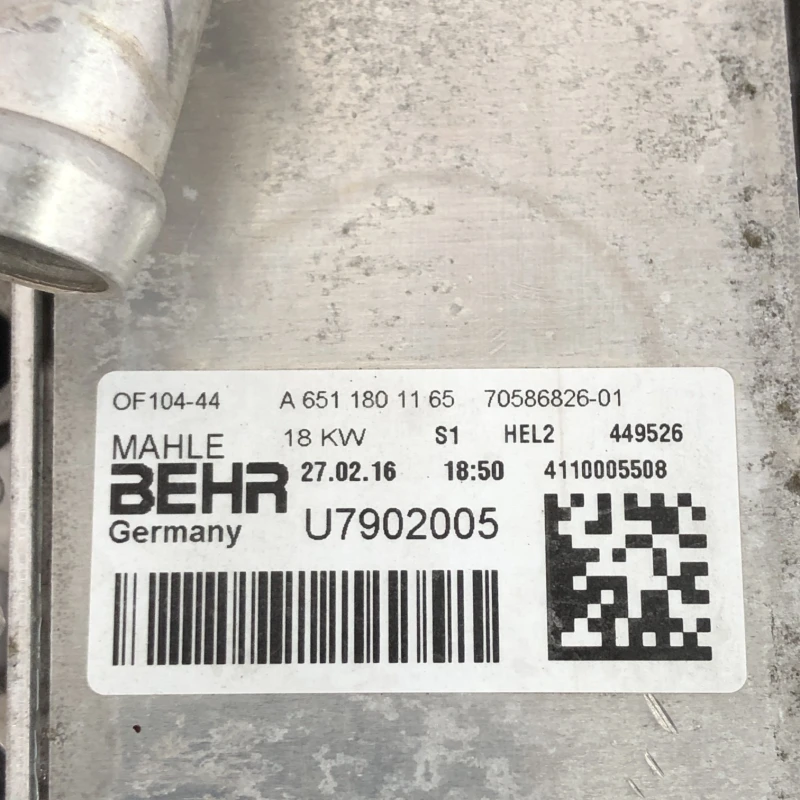 OF104-44 A 651 180 11 65 70586826-01
MAHLE 18 KW S1 HEL2 449526
BEHR 27.02.16 18:50 4110005508
Germany U7902005